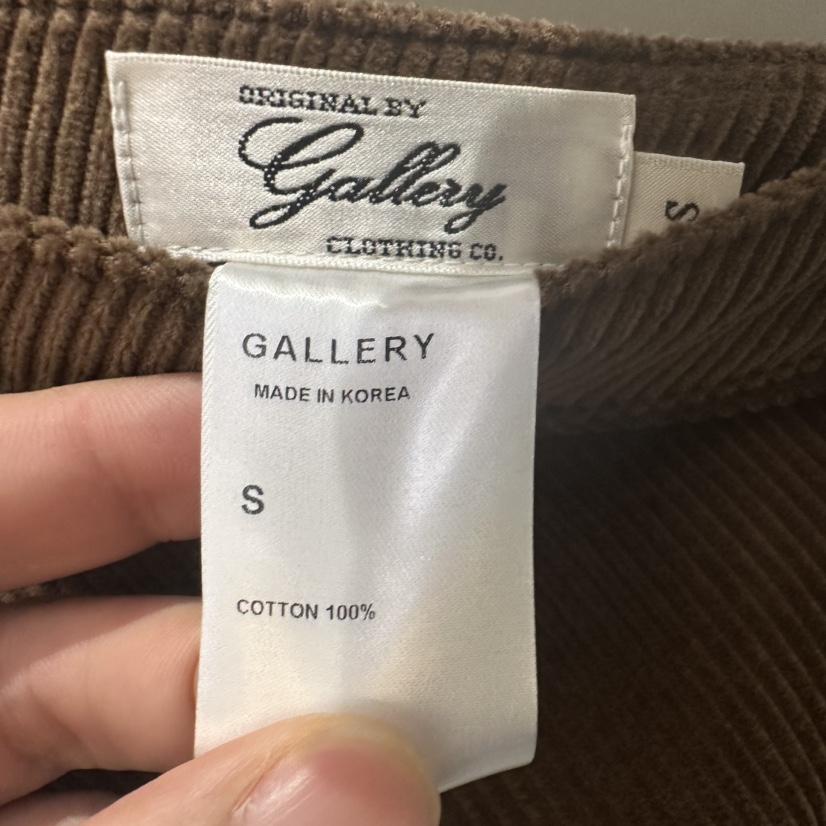 ORIGINAL BY
Gallery
CLOTHING CO.
S
GALLERY
MADE IN KOREA
S
COTTON 100%